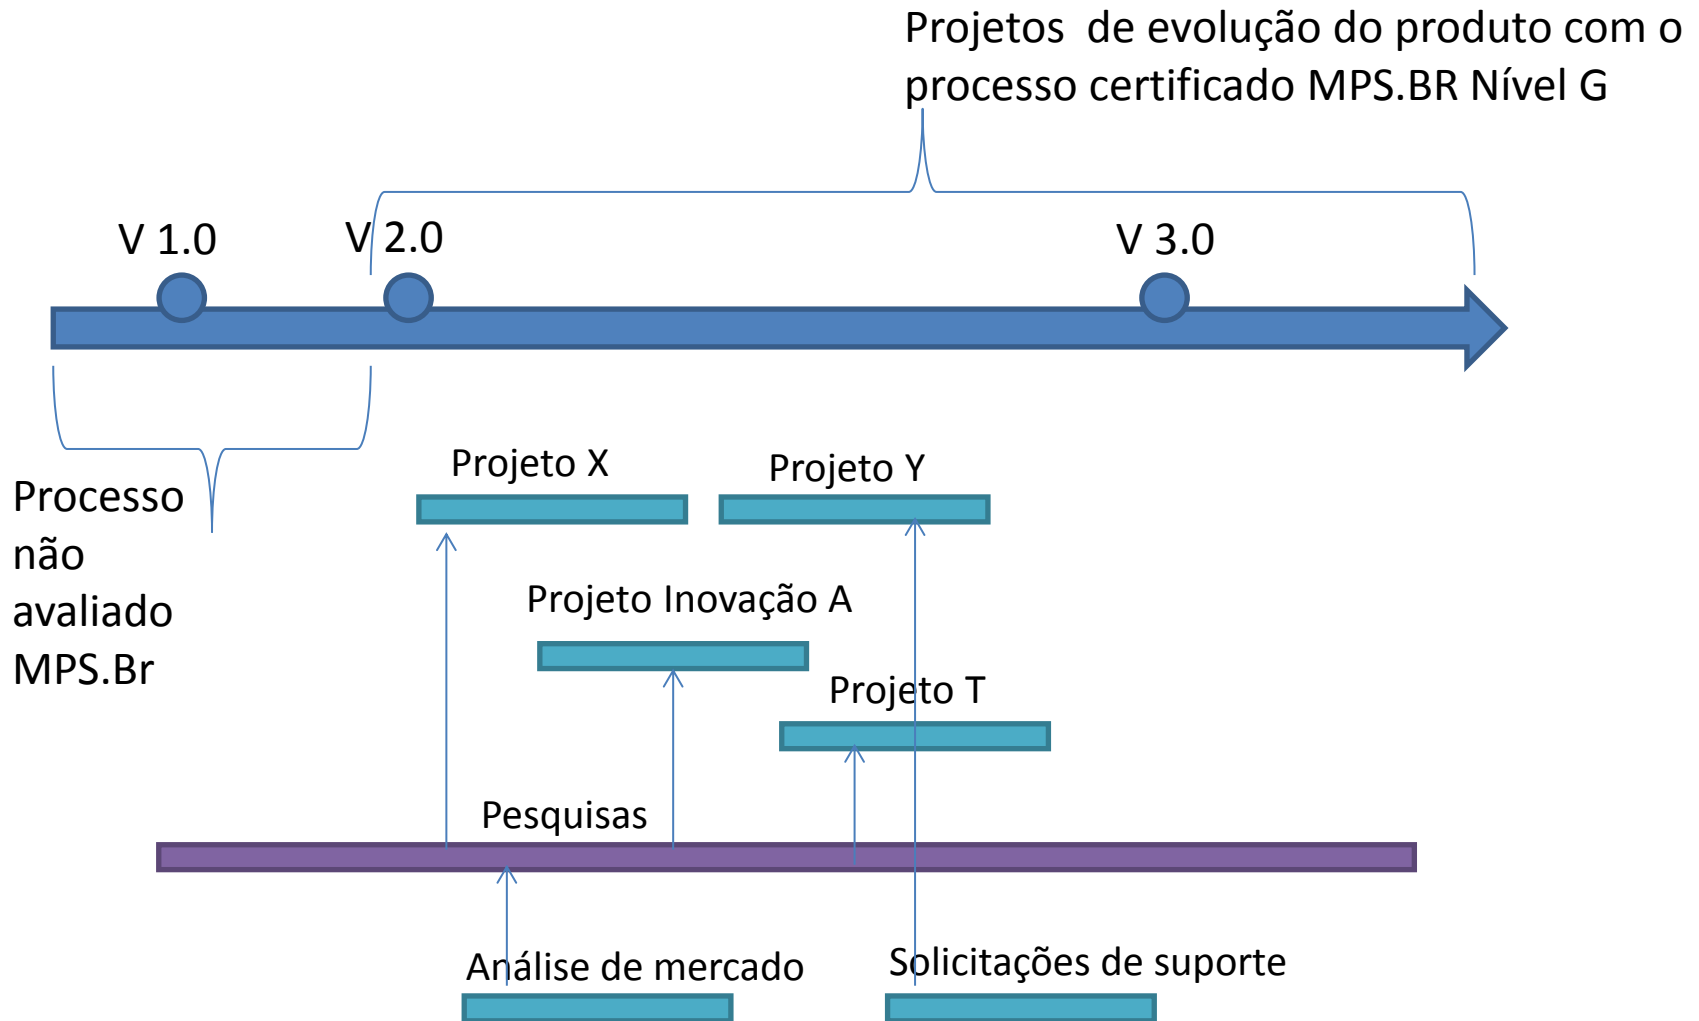 Projetos  de evolução do produto com o
processo certificado MPS.BR Nível G
V 1.0
V 2.0
V 3.0
Processo
não
avaliado
MPS.Br
Projeto X
Projeto Y
Projeto Inovação A
Projeto T
Pesquisas
Análise de mercado
Solicitações de suporte